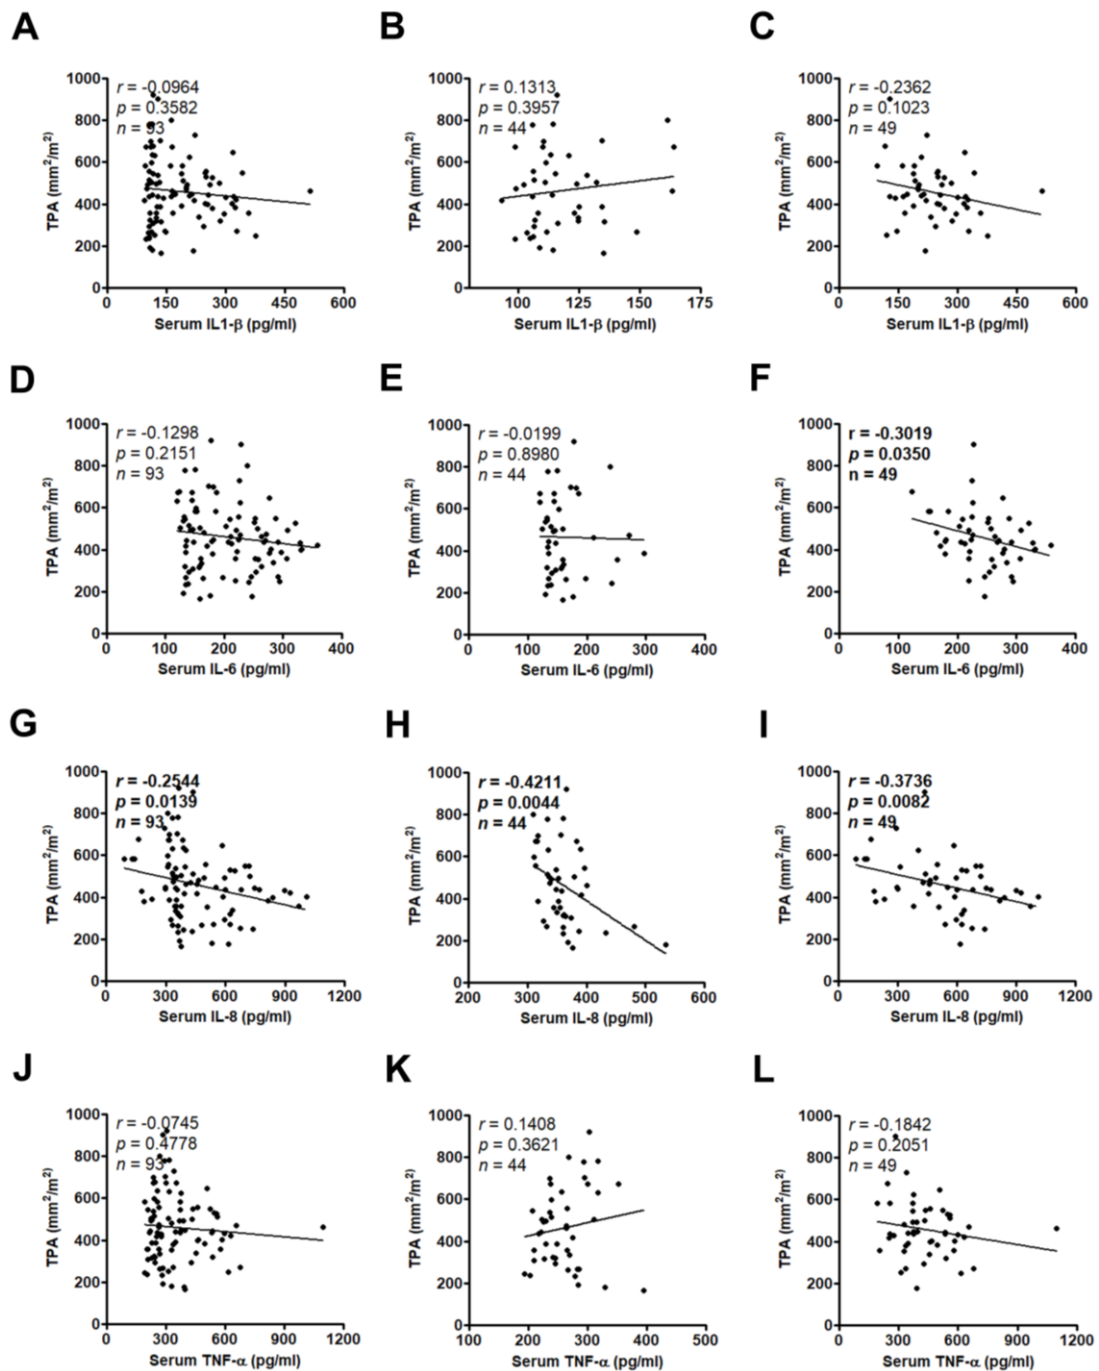 A
r = -0.0964
p = 0.3582
n = 93
TPA (mm²/m²)
1000
800
600
400
200
0
0 150 300 450 600
Serum IL1-β (pg/ml)
B
r = 0.1313
p = 0.3957
n = 44
TPA (mm²/m²)
1000
800
600
400
200
0
100 125 150 175
Serum IL1-β (pg/ml)
C
r = -0.2362
p = 0.1023
n = 49
TPA (mm²/m²)
1000
800
600
400
200
0
0 150 300 450 600
Serum IL1-β (pg/ml)
D
r = -0.1298
p = 0.2151
n = 93
TPA (mm²/m²)
1000
800
600
400
200
0
0 100 200 300 400
Serum IL-6 (pg/ml)
E
r = -0.0199
p = 0.8980
n = 44
TPA (mm²/m²)
1000
800
600
400
200
0
0 100 200 300 400
Serum IL-6 (pg/ml)
F
r = -0.3019
p = 0.0350
n = 49
TPA (mm²/m²)
1000
800
600
400
200
0
0 100 200 300 400
Serum IL-6 (pg/ml)
G
r = -0.2544
p = 0.0139
n = 93
TPA (mm²/m²)
1000
800
600
400
200
0
0 300 600 900 1200
Serum IL-8 (pg/ml)
H
r = -0.4211
p = 0.0044
n = 44
TPA (mm²/m²)
1000
800
600
400
200
0
200 300 400 500 600
Serum IL-8 (pg/ml)
I
r = -0.3736
p = 0.0082
n = 49
TPA (mm²/m²)
1000
800
600
400
200
0
0 300 600 900 1200
Serum IL-8 (pg/ml)
J
r = -0.0745
p = 0.4778
n = 93
TPA (mm²/m²)
1000
800
600
400
200
0
0 300 600 900 1200
Serum TNF-α (pg/ml)
K
r = 0.1408
p = 0.3621
n = 44
TPA (mm²/m²)
1000
800
600
400
200
0
100 200 300 400 500
Serum TNF-α (pg/ml)
L
r = -0.1842
p = 0.2051
n = 49
TPA (mm²/m²)
1000
800
600
400
200
0
0 300 600 900 1200
Serum TNF-α (pg/ml)